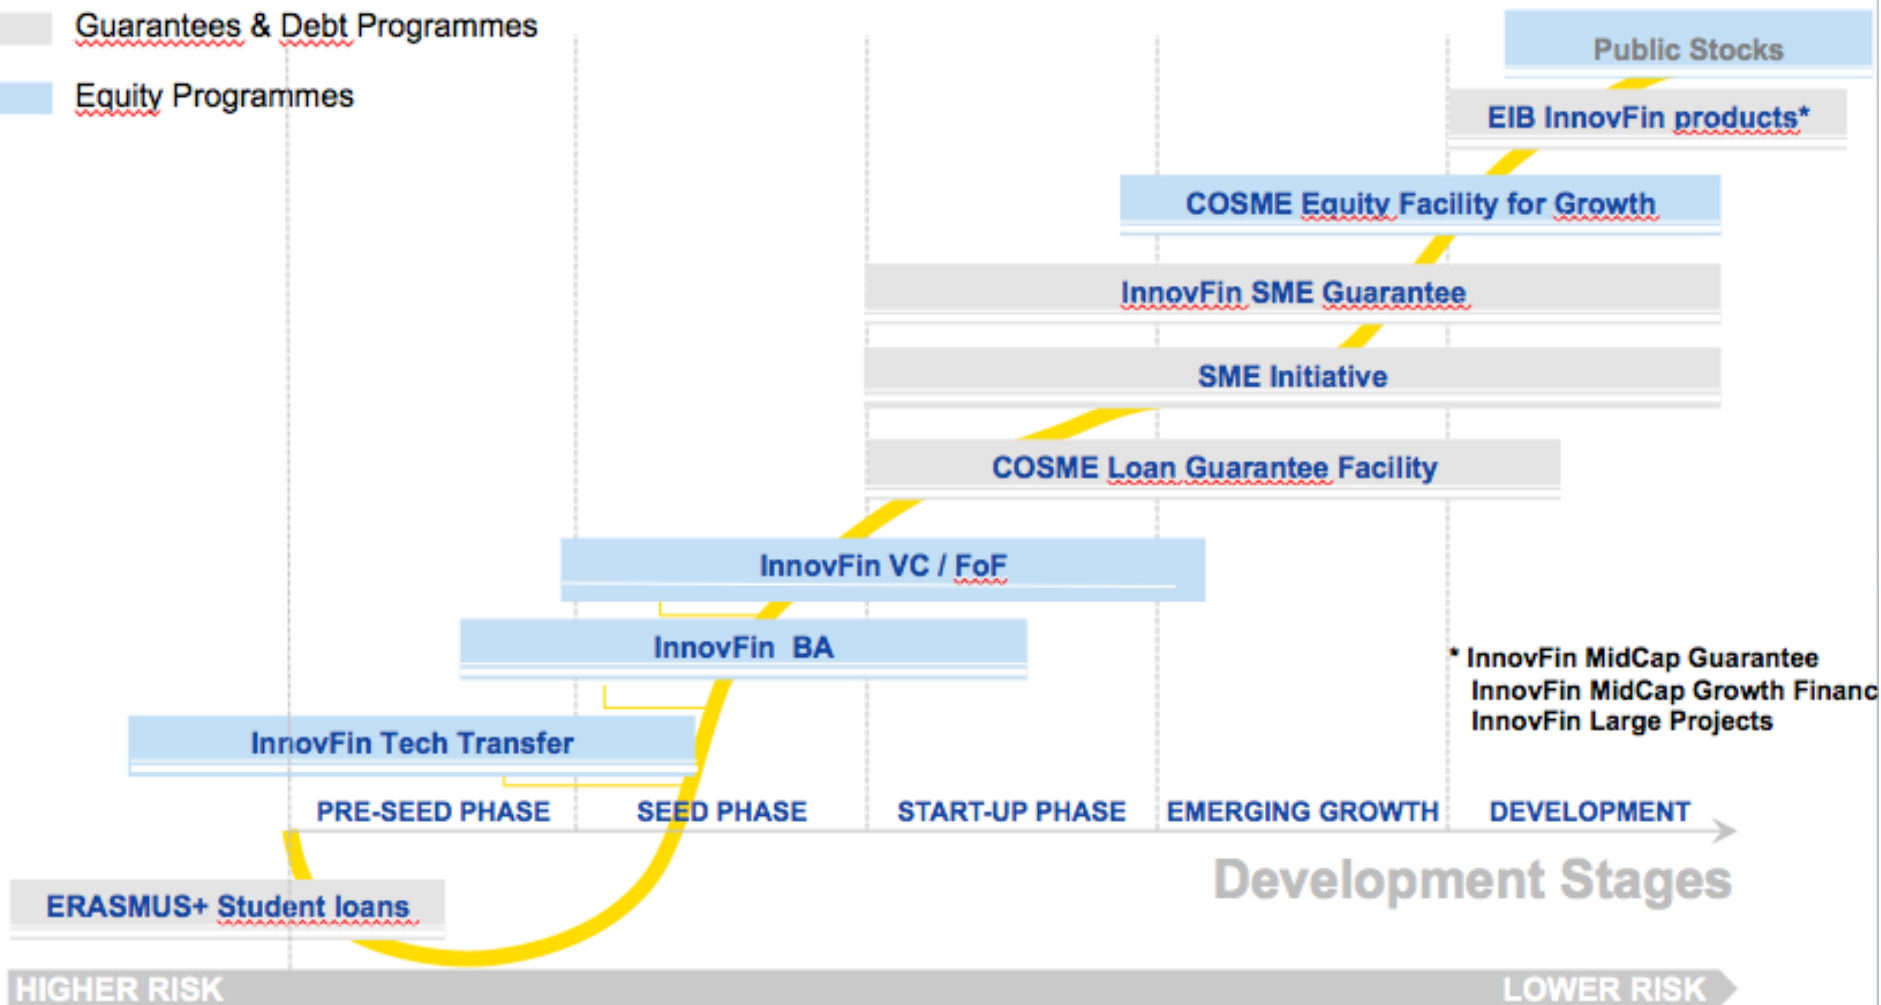 Guarantees & Debt Programmes
Equity Programmes
Public Stocks
EIB InnovFin products*
COSME Equity Facility for Growth
InnovFin SME Guarantee
SME Initiative
COSME Loan Guarantee Facility
InnovFin VC / FoF
InnovFin BA
* InnovFin MidCap Guarantee
InnovFin MidCap Growth Financ
InnovFin Large Projects
InnovFin Tech Transfer
PRE-SEED PHASE SEED PHASE START-UP PHASE EMERGING GROWTH DEVELOPMENT
Development Stages
ERASMUS+ Student loans
HIGHER RISK LOWER RISK